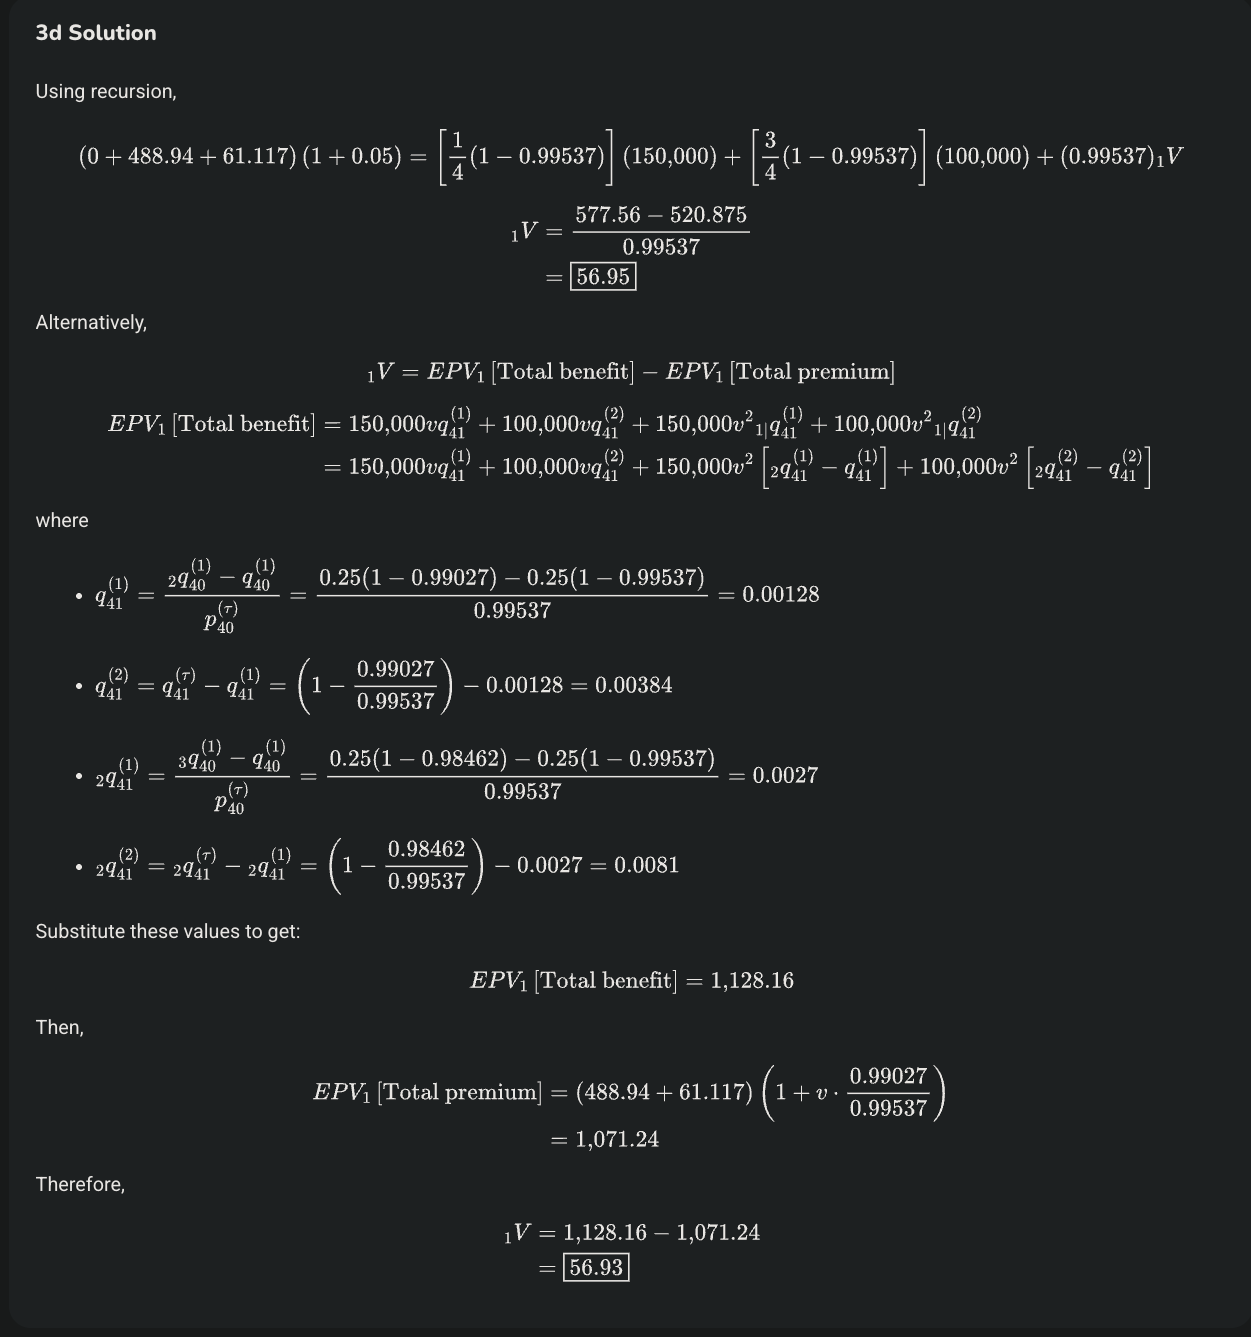 3d Solution
Using recursion,
$(0 + 488.94 + 61.117)(1 + 0.05) = \left[\frac{1}{4}(1 - 0.99537)\right](150{,}000) + \left[\frac{3}{4}(1 - 0.99537)\right](100{,}000) + (0.99537)_1V$
${}_1V = \frac{577.56 - 520.875}{0.99537}$
$= \boxed{56.95}$
Alternatively,
${}_1V = EPV_1[\text{Total benefit}] - EPV_1[\text{Total premium}]$
$EPV_1[\text{Total benefit}] = 150{,}000vq_{41}^{(1)} + 100{,}000vq_{41}^{(2)} + 150{,}000v^2{}_{1|}q_{41}^{(1)} + 100{,}000v^2{}_{1|}q_{41}^{(2)}$
$= 150{,}000vq_{41}^{(1)} + 100{,}000vq_{41}^{(2)} + 150{,}000v^2\left[{}_2q_{41}^{(1)} - q_{41}^{(1)}\right] + 100{,}000v^2\left[{}_2q_{41}^{(2)} - q_{41}^{(2)}\right]$
where
• $q_{41}^{(1)} = \frac{{}_2q_{40}^{(1)} - q_{40}^{(1)}}{p_{40}^{(\tau)}} = \frac{0.25(1 - 0.99027) - 0.25(1 - 0.99537)}{0.99537} = 0.00128$
• $q_{41}^{(2)} = q_{41}^{(\tau)} - q_{41}^{(1)} = \left(1 - \frac{0.99027}{0.99537}\right) - 0.00128 = 0.00384$
• ${}_2q_{41}^{(1)} = \frac{{}_3q_{40}^{(1)} - q_{40}^{(1)}}{p_{40}^{(\tau)}} = \frac{0.25(1 - 0.98462) - 0.25(1 - 0.99537)}{0.99537} = 0.0027$
• ${}_2q_{41}^{(2)} = {}_2q_{41}^{(\tau)} - {}_2q_{41}^{(1)} = \left(1 - \frac{0.98462}{0.99537}\right) - 0.0027 = 0.0081$
Substitute these values to get:
$EPV_1[\text{Total benefit}] = 1{,}128.16$
Then,
$EPV_1[\text{Total premium}] = (488.94 + 61.117)\left(1 + v \cdot \frac{0.99027}{0.99537}\right)$
$= 1{,}071.24$
Therefore,
${}_1V = 1{,}128.16 - 1{,}071.24$
$= \boxed{56.93}$